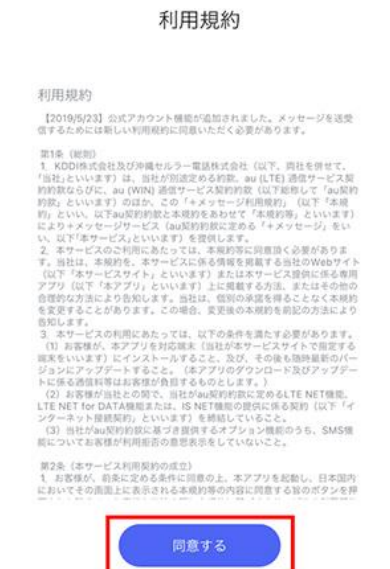 利用規約
利用規約
【2019/5/23】公式アカウント機能が追加されました。メッセージを送受
信するためには新しい利用規約に同意いただく必要があります。
第1条（総則）
1. KDDI株式会社及び沖縄セルラー電話株式会社（以下、両社を併せて、
「当社」といいます）は、当社が別途定める約款、au (LTE) 通信サービス契
約約款ならびに、au (WIN) 通信サービス契約約款（以下総称して「au契約
約款」といいます）のほか、この「＋メッセージ利用規約」（以下「本規
約」といい、以下au契約約款と本規約をあわせて「本規約等」といいます）
により＋メッセージサービス（au契約約款に定める「＋メッセージ」をい
い、以下「本サービス」といいます）を提供します。
2. 本サービスのご利用にあたっては、本規約等に同意頂く必要がありま
す。当社は、本規約を、本サービスに係る情報を掲載する当社のWebサイト
（以下「本サービスサイト」といいます）または本サービス提供に係る専用
アプリ（以下「本アプリ」といいます）上に掲載する方法、またはその他の
合理的な方法により告知します。当社は、個別の承諾を得ることなく本規約
を変更することがあります。この場合、変更後の本規約を前記の方法により
告知します。
3. 本サービスの利用にあたっては、以下の条件を満たす必要があります。
（1）お客様が、本アプリを対応端末（当社が本サービスサイトで指定する
端末をいいます）にインストールすること、及び、その後も随時最新のバー
ジョンにアップデートすること。（本アプリのダウンロード及びアップデー
トに係る通信料等はお客様が負担するものとします。）
（2）お客様が当社との間で、当社がau契約約款に定めるLTE NET機能、
LTE NET for DATA機能または、IS NET機能の提供に係る契約（以下「イ
ンターネット接続契約」といいます）を締結していること。
（3）当社がau契約約款に基づき提供するオプション機能のうち、SMS機
能についてお客様が利用拒否の意思表示をしていないこと。
第2条（本サービス利用契約の成立）
1. お客様が、前条に定める条件に同意の上、本アプリを起動し、日本国内
においてその画面上に表示される本規約等の内容に同意する旨のボタンを押
同意する